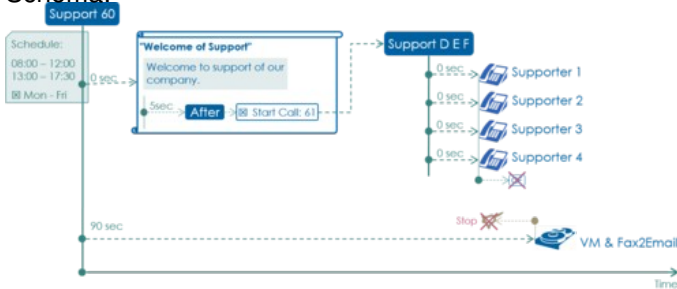 Schema:
Support 60
Schedule:
08:00 – 12:00
13:00 – 17:30
☒ Mon - Fri
0 sec
"Welcome of Support"
Welcome to support of our
company.
5sec
After
☒ Start Call: 61
Support D E F
0 sec
Supporter 1
0 sec
Supporter 2
0 sec
Supporter 3
0 sec
Supporter 4
90 sec
Stop
VM & Fax2Email
Time